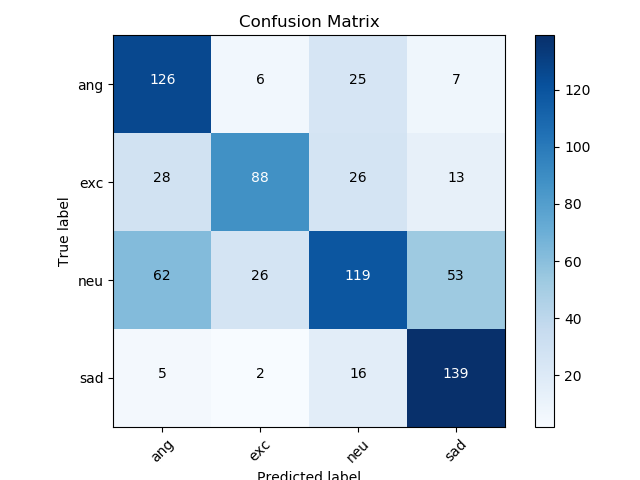 Confusion Matrix
ang 126 6 25 7
exc 28 88 26 13
neu 62 26 119 53
sad 5 2 16 139
ang exc neu sad
True label
Predicted label
120
100
80
60
40
20